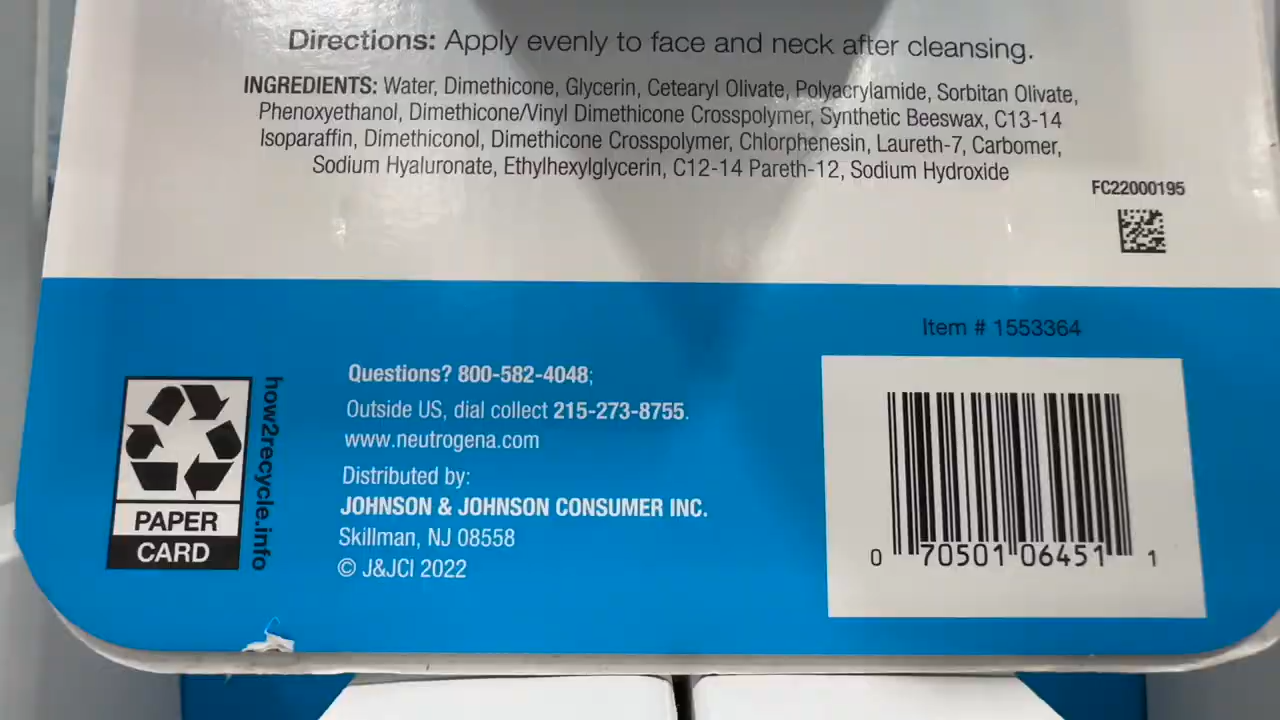 Directions: Apply evenly to face and neck after cleansing.
INGREDIENTS: Water, Dimethicone, Glycerin, Cetearyl Olivate, Polyacrylamide, Sorbitan Olivate,
Phenoxyethanol, Dimethicone/Vinyl Dimethicone Crosspolymer, Synthetic Beeswax, C13-14
Isoparaffin, Dimethiconol, Dimethicone Crosspolymer, Chlorphenesin, Laureth-7, Carbomer,
Sodium Hyaluronate, Ethylhexylglycerin, C12-14 Pareth-12, Sodium Hydroxide
FC22000195
Item # 1553364
PAPER
CARD
how2recycle.info
Questions? 800-582-4048;
Outside US, dial collect 215-273-8755.
www.neutrogena.com
Distributed by:
JOHNSON & JOHNSON CONSUMER INC.
Skillman, NJ 08558
© J&JCI 2022
0 70501 06451 1